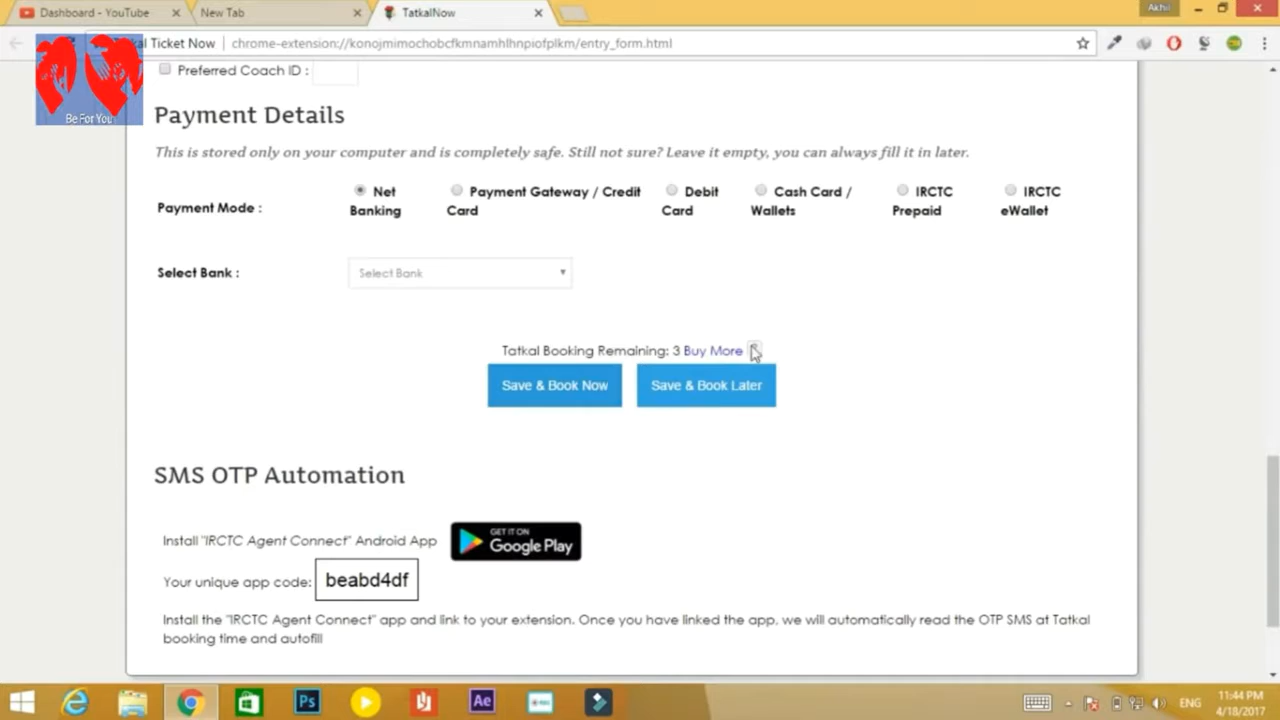 Dashboard - YouTube
New Tab
TatkalNow
Akhil
kal Ticket Now
chrome-extension://konojmimochobcfkmnamhlhnpiofplkm/entry_form.html
Be For You
Preferred Coach ID :
Payment Details
This is stored only on your computer and is completely safe. Still not sure? Leave it empty, you can always fill it in later.
Payment Mode :
Net Banking
Payment Gateway / Credit Card
Debit Card
Cash Card / Wallets
IRCTC Prepaid
IRCTC eWallet
Select Bank :
Select Bank
Tatkal Booking Remaining: 3 Buy More
Save & Book Now
Save & Book Later
SMS OTP Automation
Install "IRCTC Agent Connect" Android App
GET IT ON
Google Play
Your unique app code:
beabd4df
Install the "IRCTC Agent Connect" app and link to your extension. Once you have linked the app, we will automatically read the OTP SMS at Tatkal
booking time and autofill
Ps
Ae
ENG
11:44 PM
4/18/2017